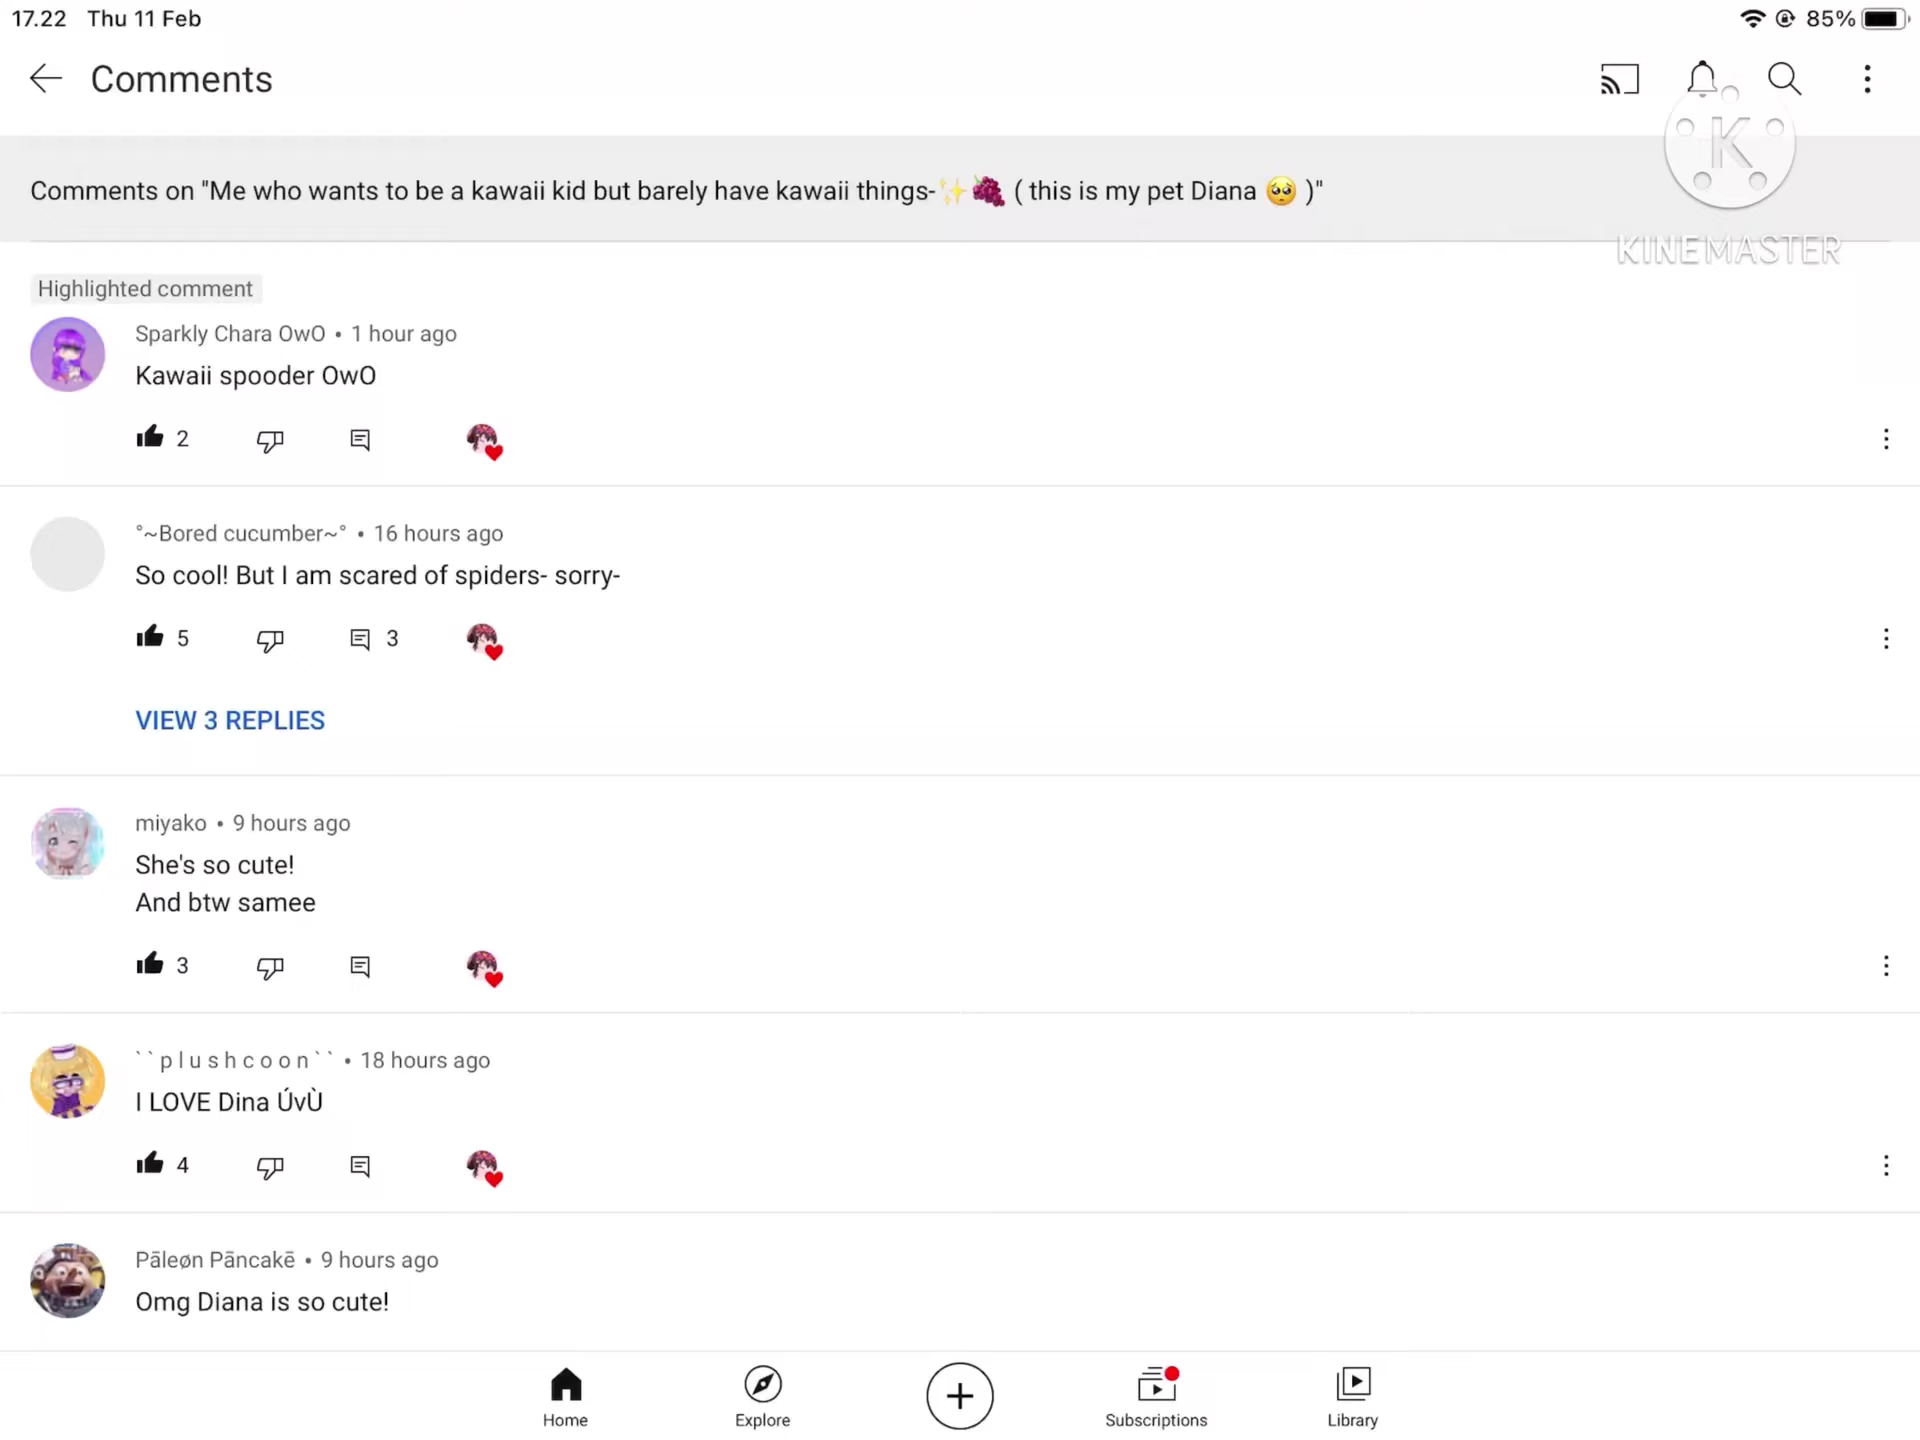 17.22 Thu 11 Feb
85%
Comments
K
KINEMASTER
Comments on "Me who wants to be a kawaii kid but barely have kawaii things-✨🍇 ( this is my pet Diana 🥺 )"
Highlighted comment
Sparkly Chara OwO • 1 hour ago
Kawaii spooder OwO
2
°~Bored cucumber~° • 16 hours ago
So cool! But I am scared of spiders- sorry-
5 3
VIEW 3 REPLIES
miyako • 9 hours ago
She's so cute!
And btw samee
3
``p l u s h c o o n`` • 18 hours ago
I LOVE Dina ÚvÙ
4
Pāleøn Pāncakē • 9 hours ago
Omg Diana is so cute!
Home Explore Subscriptions Library